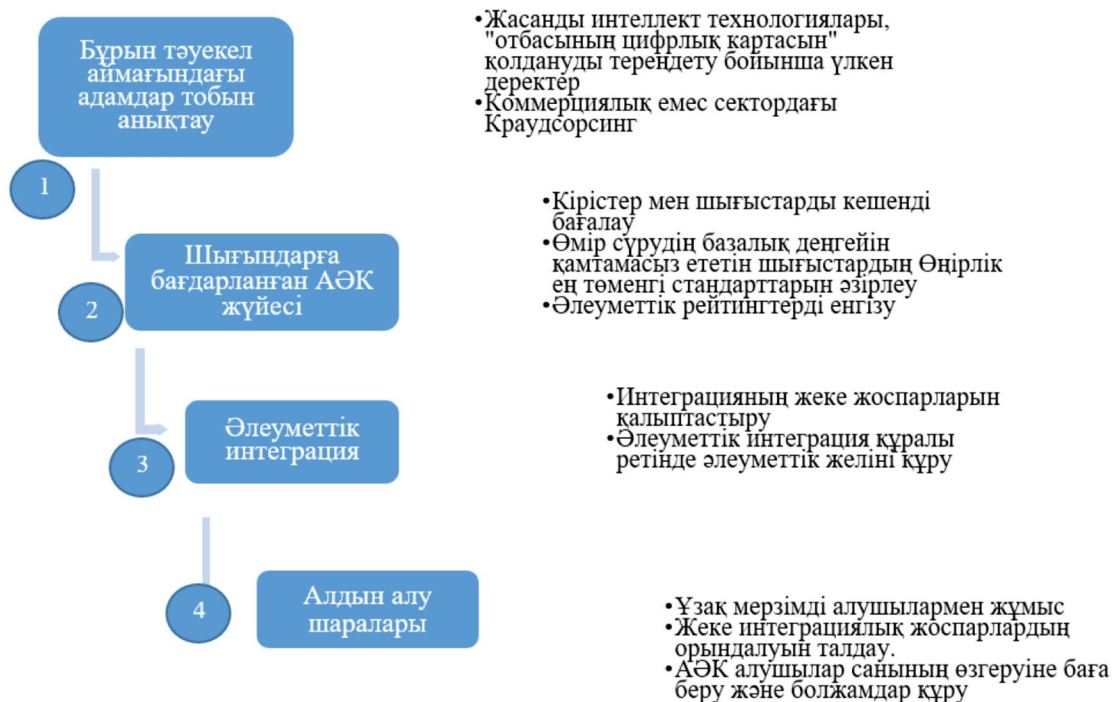 Бұрын тәуекел
аймағындағы
адамдар тобын
анықтау
1
•Жасанды интеллект технологиялары,
"отбасының цифрлық картасын"
қолдануды тереңдету бойынша үлкен
деректер
•Коммерциялық емес сектордағы
Краудсорсинг
Шығындарға
бағдарланған АӘК
жүйесі
2
•Кірістер мен шығыстарды кешенді
бағалау
•Өмір сүрудің базалық деңгейін
қамтамасыз ететін шығыстардың Өңірлік
ең төменгі стандарттарын әзірлеу
•Әлеуметтік рейтингтерді енгізу
Әлеуметтік
интеграция
3
•Интеграцияның жеке жоспарларын
қалыптастыру
•Әлеуметтік интеграция құралы
ретінде әлеуметтік желіні құру
Алдын алу
шаралары
4
•Ұзақ мерзімді алушылармен жұмыс
•Жеке интеграциялық жоспарлардың
орындалуын талдау.
•АӘК алушылар санының өзгеруіне баға
беру және болжамдар құру